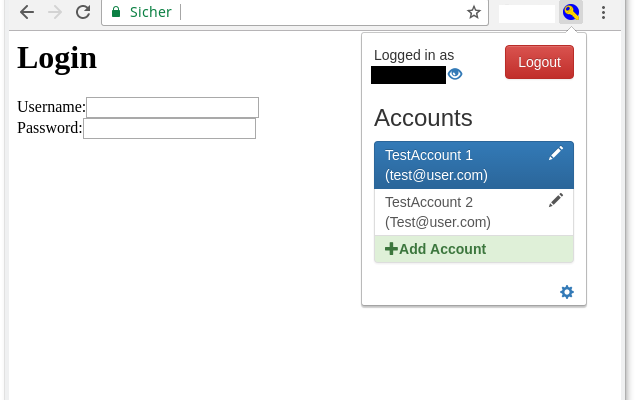 Sicher
Login
Username:
Password:
Logged in as
Logout
Accounts
TestAccount 1
(test@user.com)
TestAccount 2
(Test@user.com)
Add Account